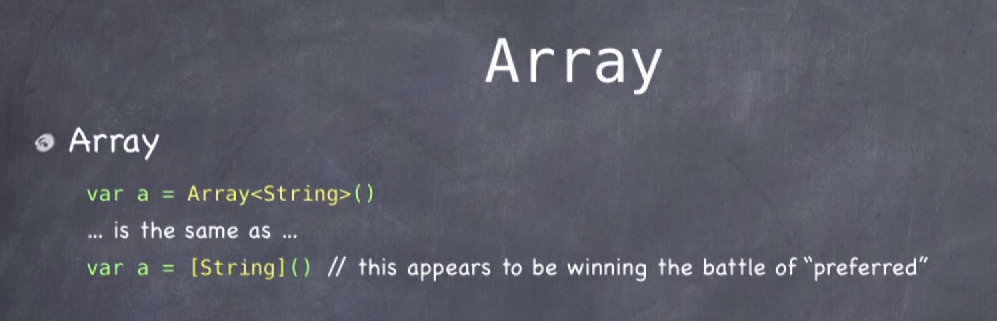 Array
Array
var a = Array<String>()
... is the same as ...
var a = [String]() // this appears to be winning the battle of “preferred”